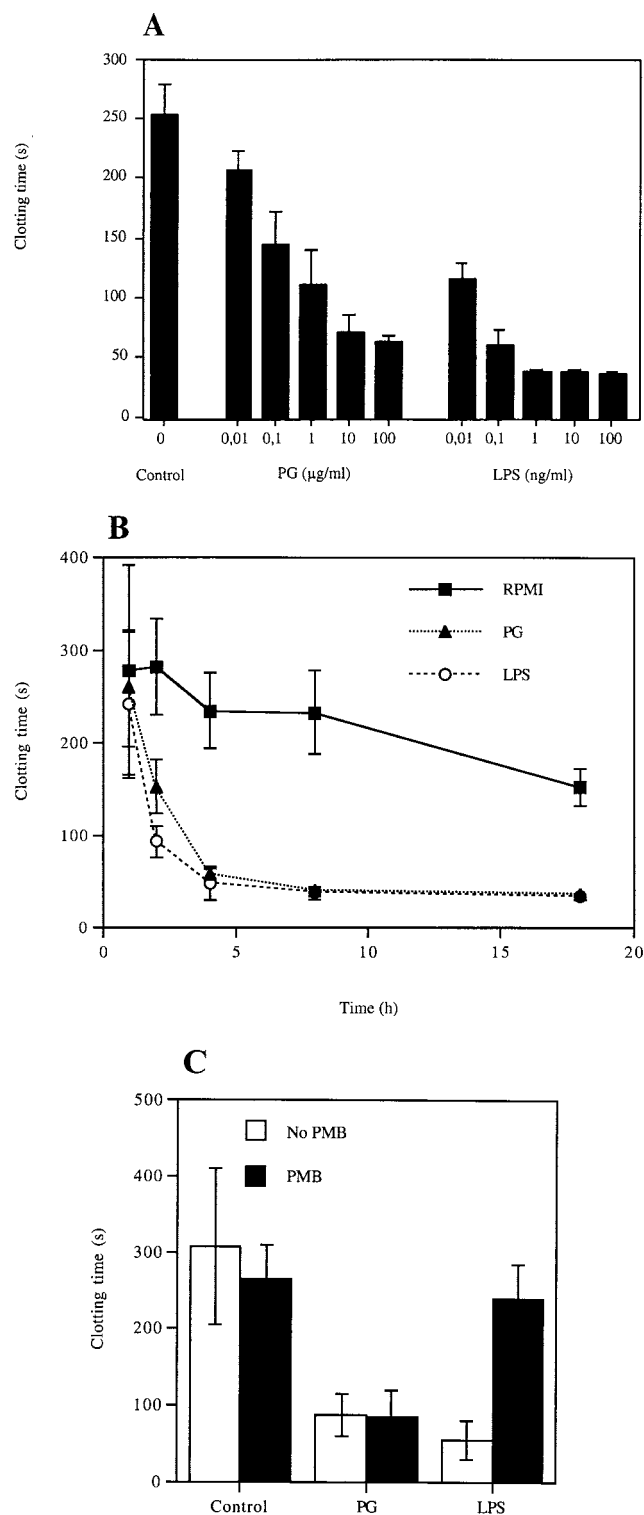 A
300
250
200
150
100
50
0
Clotting time (s)
0 0,01 0,1 1 10 100 0,01 0,1 1 10 100
Control PG (µg/ml) LPS (ng/ml)
B
400
300
200
100
0
Clotting time (s)
RPMI
PG
LPS
0 5 10 15 20
Time (h)
C
500
400
300
200
100
0
Clotting time (s)
No PMB
PMB
Control PG LPS